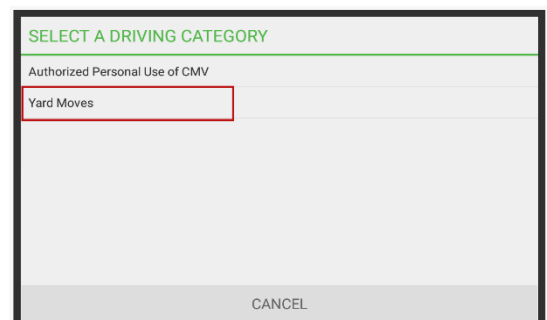 SELECT A DRIVING CATEGORY
Authorized Personal Use of CMV
Yard Moves
CANCEL